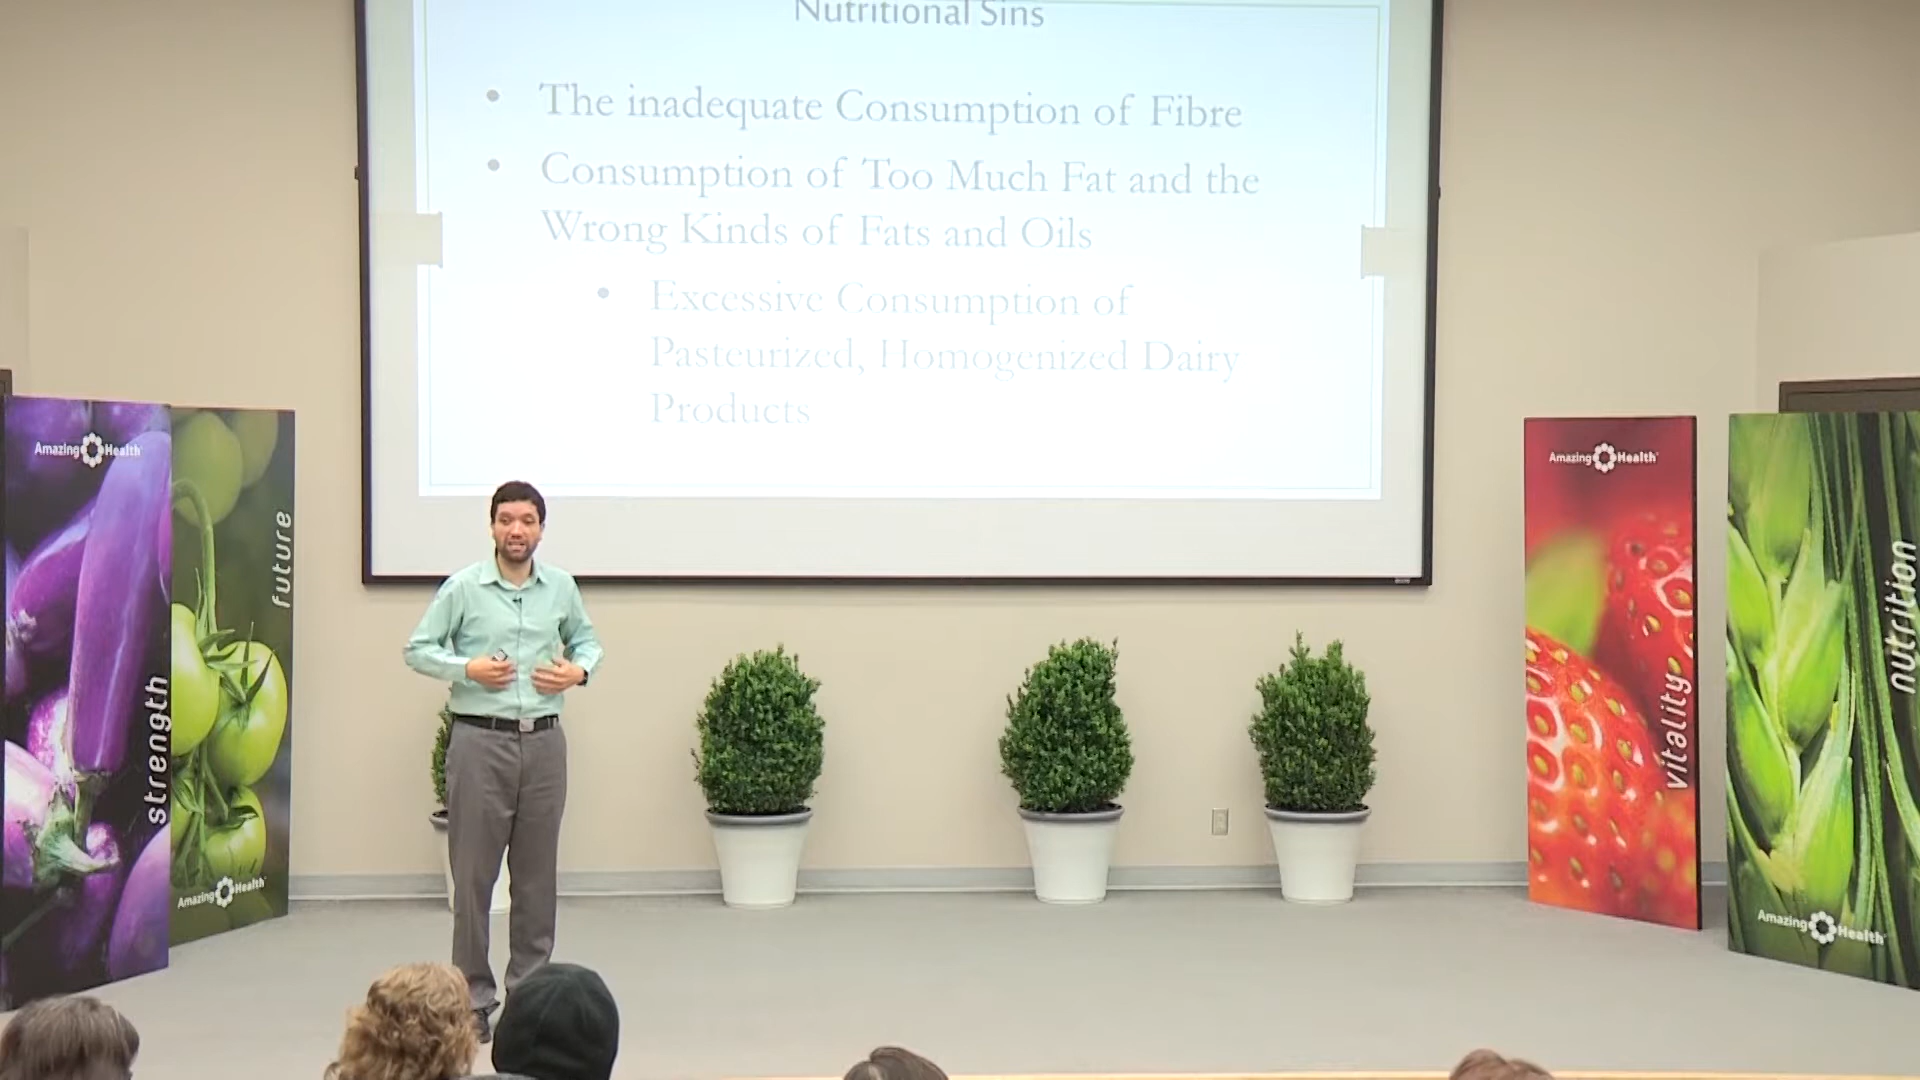 Nutritional Sins
• The inadequate Consumption of Fibre
• Consumption of Too Much Fat and the
Wrong Kinds of Fats and Oils
• Excessive Consumption of
Pasteurized, Homogenized Dairy
Products
Amazing Health
strength
future
Amazing Health
Amazing Health
vitality
nutrition
Amazing Health